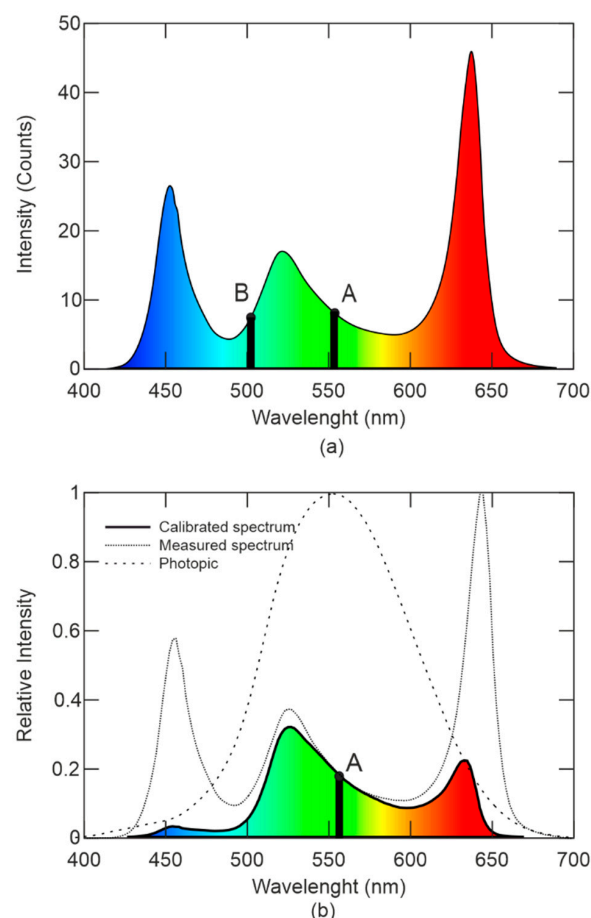 50
40
30
20
10
0
Intensity (Counts)
B
A
400 450 500 550 600 650 700
Wavelenght (nm)
(a)
1
0.8
0.6
0.4
0.2
0
Relative Intensity
Calibrated spectrum
Measured spectrum
Photopic
A
400 450 500 550 600 650 700
Wavelenght (nm)
(b)